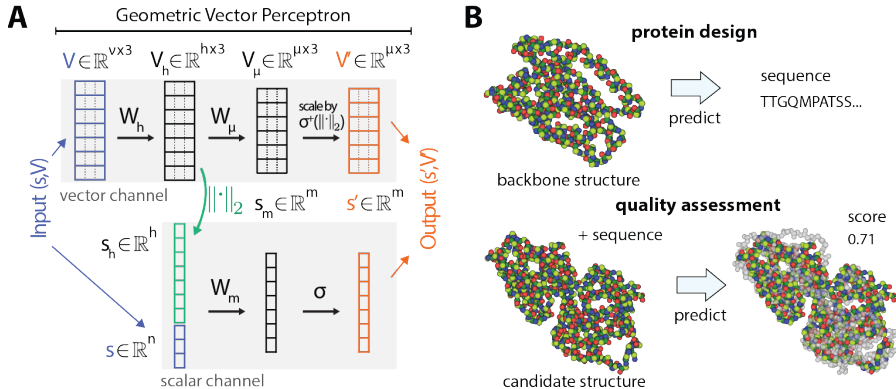 A
Geometric Vector Perceptron
V ∈ ℝ^{ν×3}
V_h ∈ ℝ^{h×3}
V_μ ∈ ℝ^{μ×3}
V' ∈ ℝ^{μ×3}
W_h
W_μ
scale by
σ⁺(‖·‖₂)
Input (s,V)
vector channel
‖·‖₂
s_m ∈ ℝ^m
s' ∈ ℝ^m
Output (s',V')
s_h ∈ ℝ^h
W_m
σ
s ∈ ℝ^n
scalar channel
B
protein design
sequence
TTGQMPATSS...
predict
backbone structure
quality assessment
+ sequence
score
0.71
predict
candidate structure